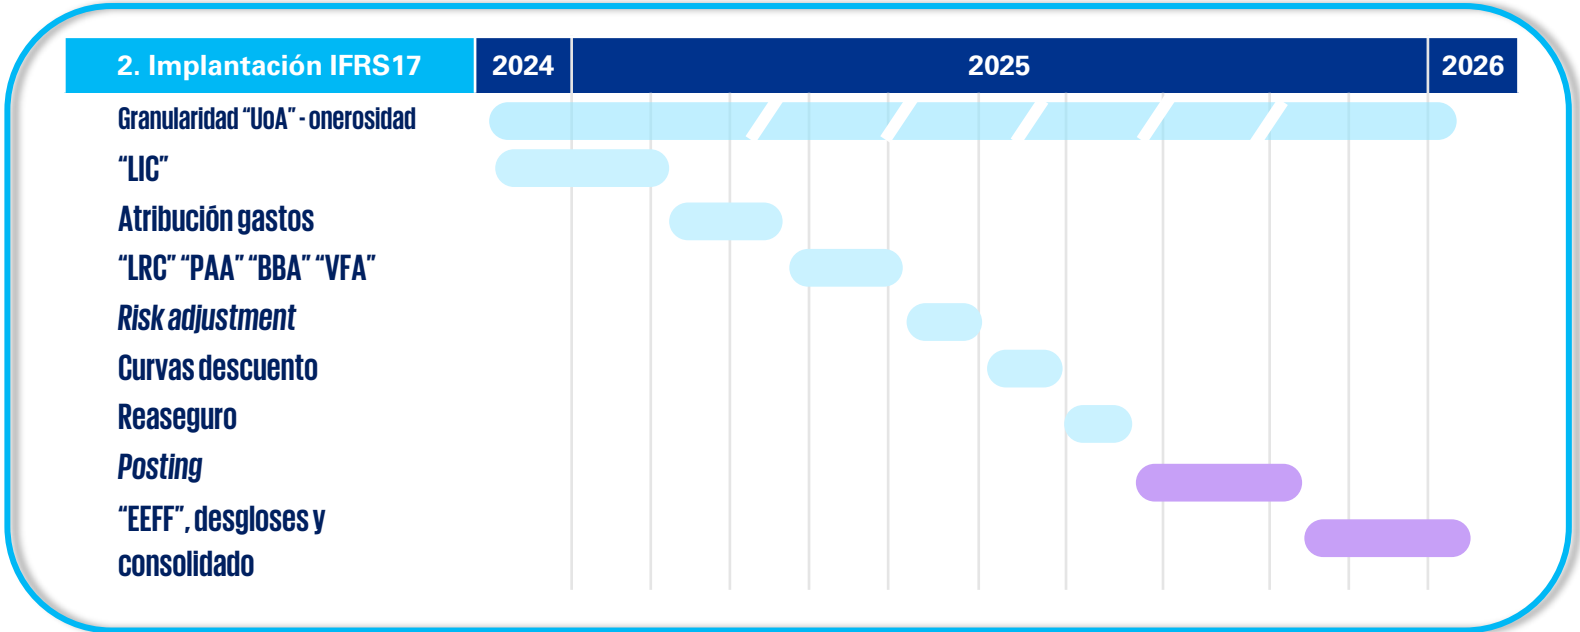 2. Implantación IFRS17 2024 2025 2026
Granularidad “UoA” - onerosidad
“LIC”
Atribución gastos
“LRC” “PAA” “BBA” “VFA”
Risk adjustment
Curvas descuento
Reaseguro
Posting
“EEFF”, desgloses y
consolidado